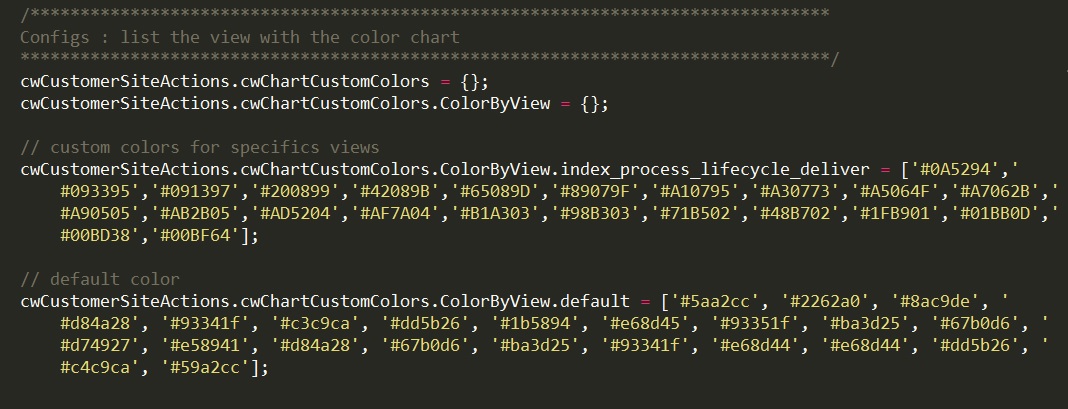 /********************************************************************************
Configs : list the view with the color chart
*********************************************************************************/
cwCustomerSiteActions.cwChartCustomColors = {};
cwCustomerSiteActions.cwChartCustomColors.ColorByView = {};
// custom colors for specifics views
cwCustomerSiteActions.cwChartCustomColors.ColorByView.index_process_lifecycle_deliver = ['#0A5294','
#093395','#091397','#200899','#42089B','#65089D','#89079F','#A10795','#A30773','#A5064F','#A7062B','
#A90505','#AB2B05','#AD5204','#AF7A04','#B1A303','#98B303','#71B502','#48B702','#1FB901','#01BB0D','
#00BD38','#00BF64'];
// default color
cwCustomerSiteActions.cwChartCustomColors.ColorByView.default = ['#5aa2cc', '#2262a0', '#8ac9de', '
#d84a28', '#93341f', '#c3c9ca', '#dd5b26', '#1b5894', '#e68d45', '#93351f', '#ba3d25', '#67b0d6', '
#d74927', '#e58941', '#d84a28', '#67b0d6', '#ba3d25', '#93341f', '#e68d44', '#e68d44', '#dd5b26', '
#c4c9ca', '#59a2cc'];